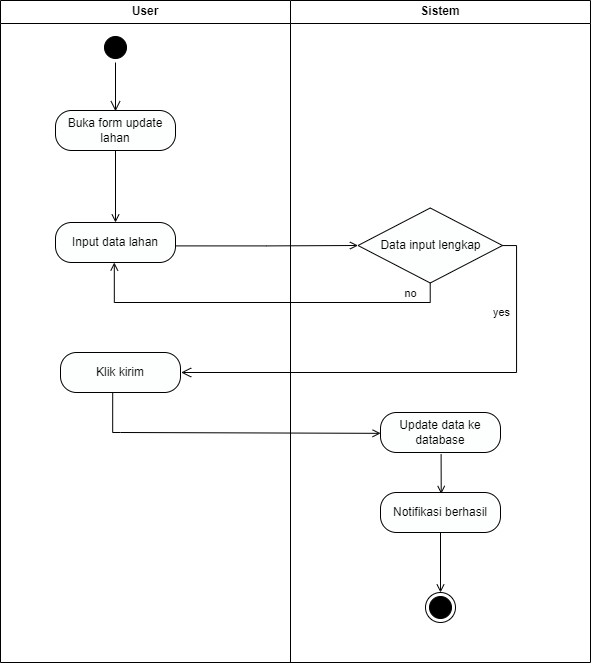 User
Sistem
Buka form update
lahan
Input data lahan
Data input lengkap
no
yes
Klik kirim
Update data ke
database
Notifikasi berhasil